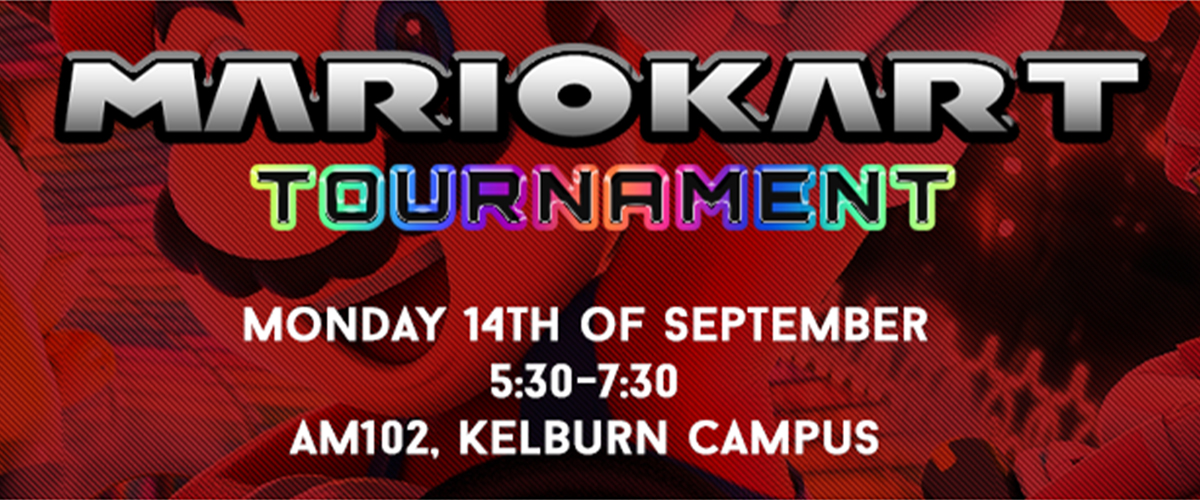 MARIOKART
TOURNAMENT
MONDAY 14TH OF SEPTEMBER
5:30-7:30
AM102, KELBURN CAMPUS